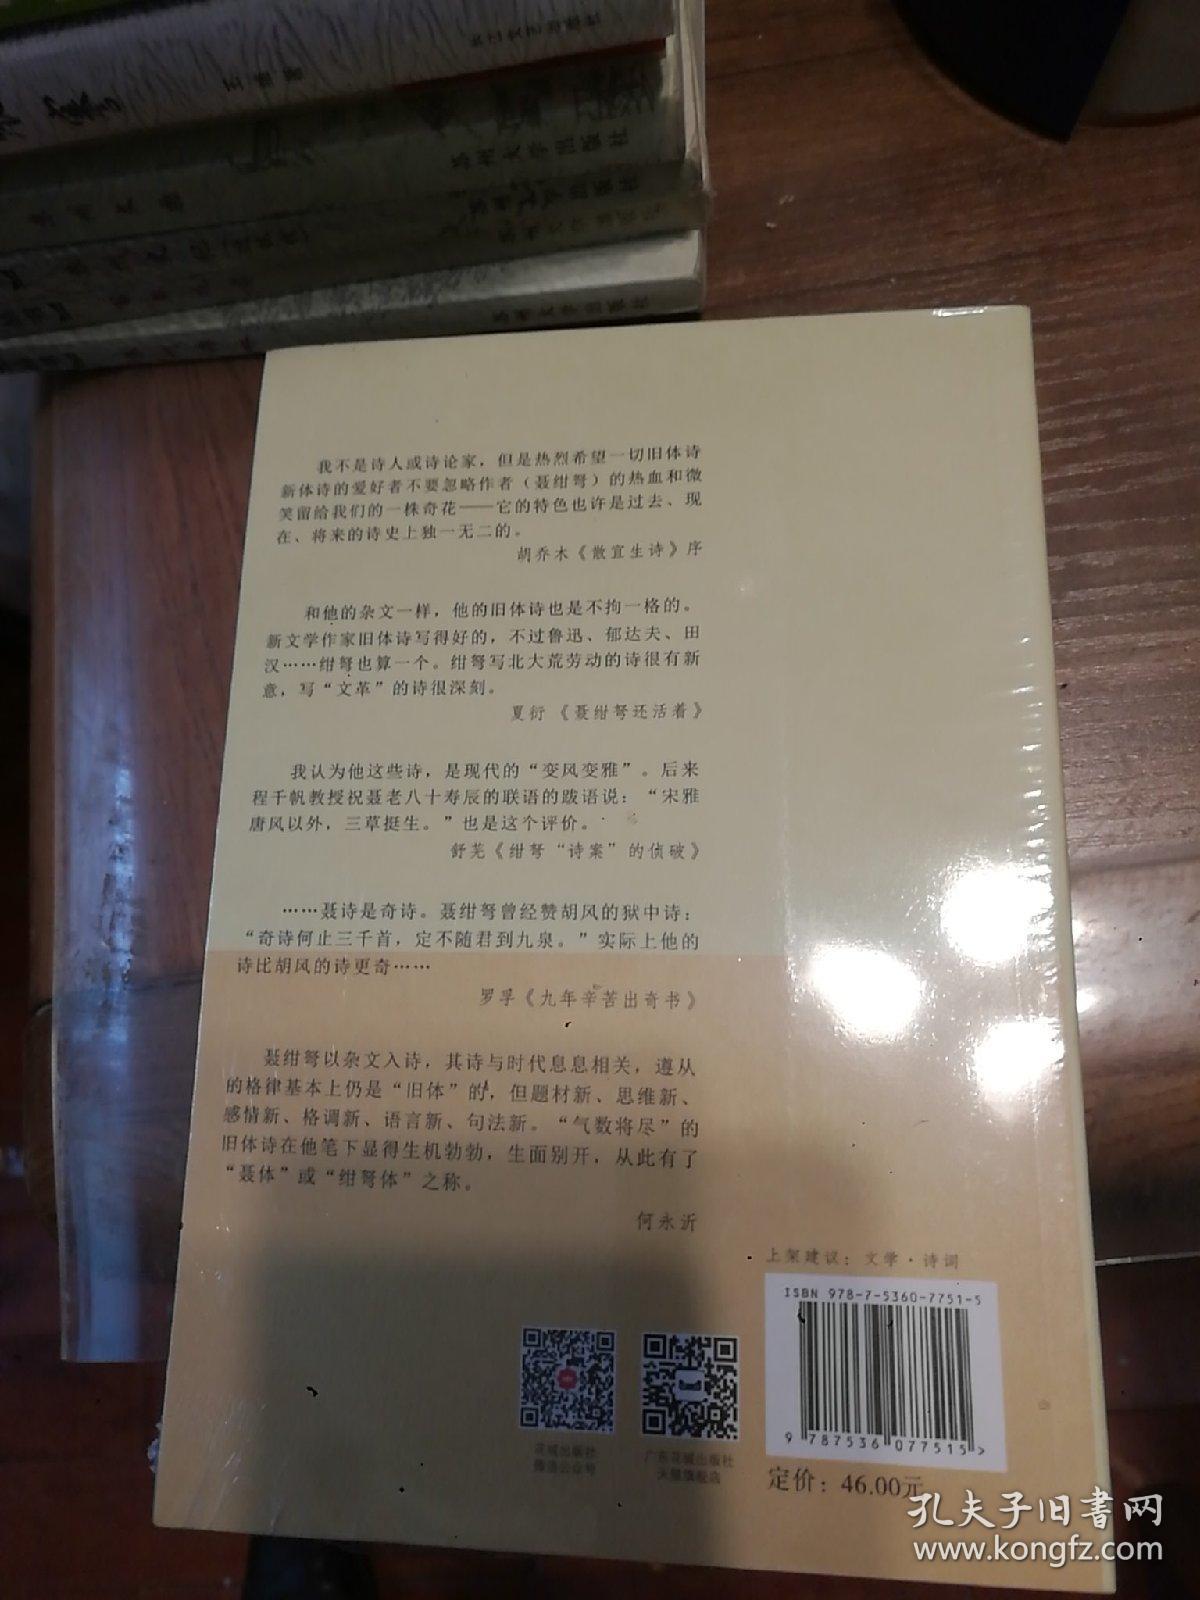 长江文艺出版社
苏州大学出版社
苏州大学出版社
我不是诗人或诗论家，但是热烈希望一切旧体诗
新体诗的爱好者不要忽略作者（聂绀弩）的热血和微
笑留给我们的一株奇花——它的特色也许是过去、现
在、将来的诗史上独一无二的。
胡乔木《散宜生诗》序
和他的杂文一样，他的旧体诗也是不拘一格的。
新文学作家旧体诗写得好的，不过鲁迅、郁达夫、田
汉……绀弩也算一个。绀弩写北大荒劳动的诗很有新
意，写“文革”的诗很深刻。
夏衍《聂绀弩还活着》
我认为他这些诗，是现代的“变风变雅”。后来
程千帆教授祝聂老八十寿辰的联语的跋语说：“宋雅
唐风以外，三草挺生。”也是这个评价。
舒芜《绀弩“诗案”的侦破》
……聂诗是奇诗。聂绀弩曾经赞胡风的狱中诗：
“奇诗何止三千首，定不随君到九泉。”实际上他的
诗比胡风的诗更奇……
罗孚《九年辛苦出奇书》
聂绀弩以杂文入诗，其诗与时代息息相关，遵从
的格律基本上仍是“旧体”的，但题材新、思维新、
感情新、格调新、语言新、句法新。“气数将尽”的
旧体诗在他笔下显得生机勃勃，生面别开，从此有了
“聂体”或“绀弩体”之称。
何永沂
上架建议：文学·诗词
ISBN 978-7-5360-7751-5
9 787536 077515>
定价：46.00元
花城出版社
微信公众号
广东花城出版社
天猫旗舰店
孔夫子旧书网
www.kongfz.com